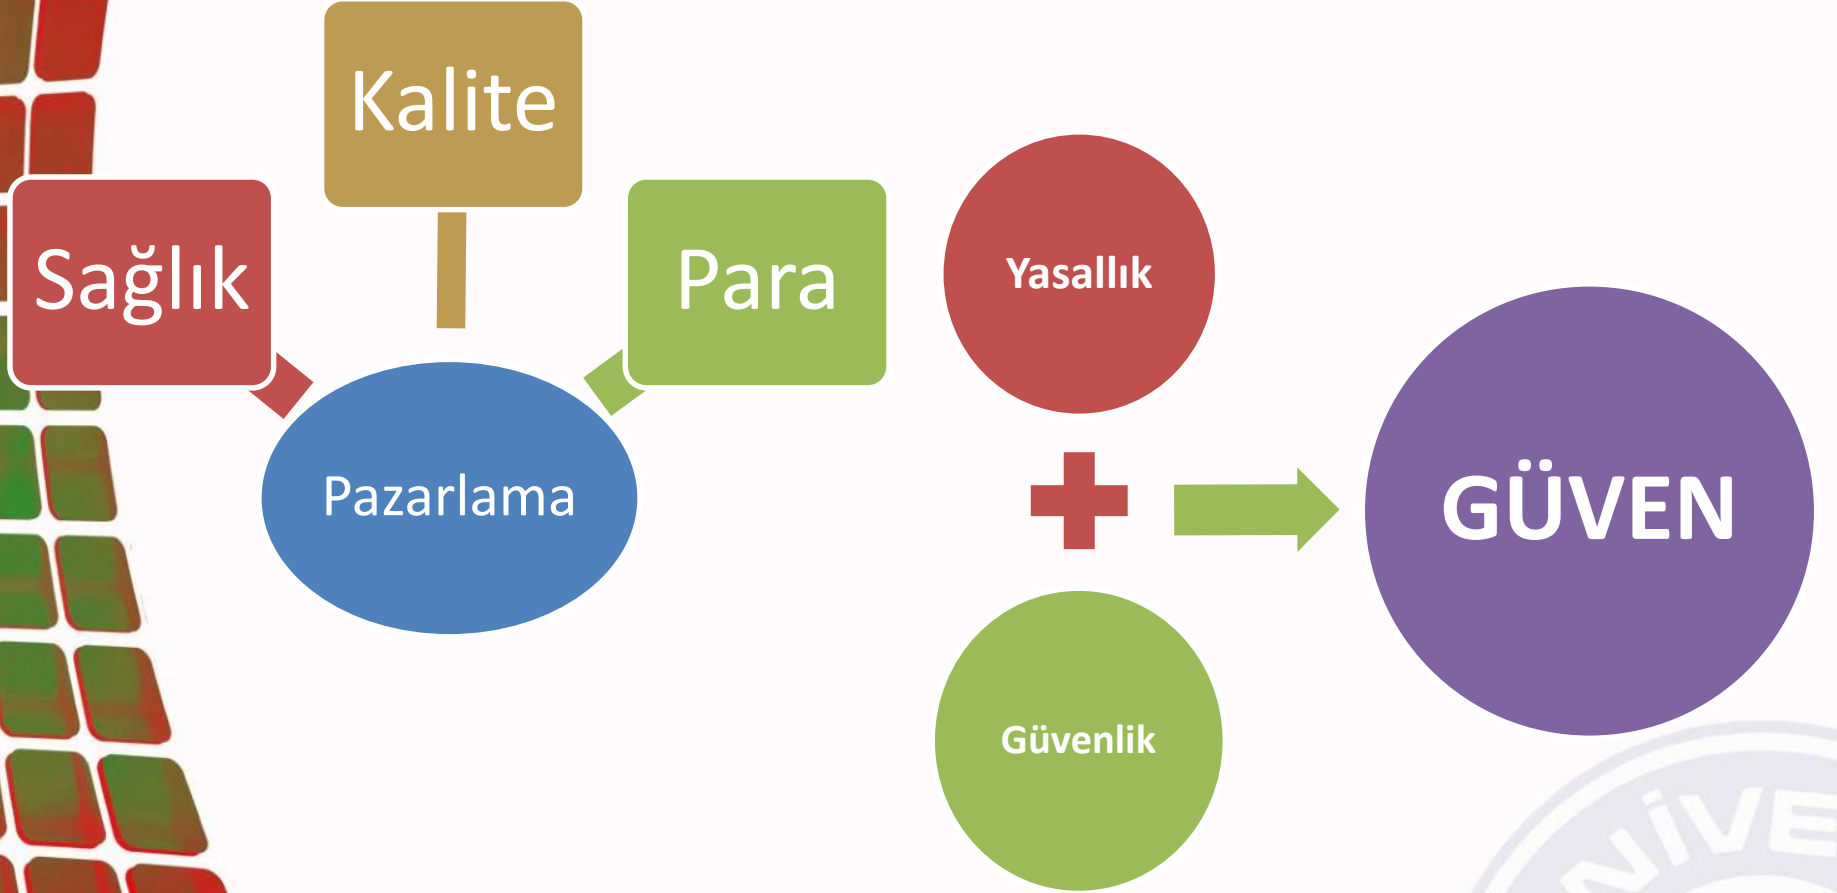 Kalite
Sağlık
Para
Pazarlama
Yasallık
Güvenlik
GÜVEN